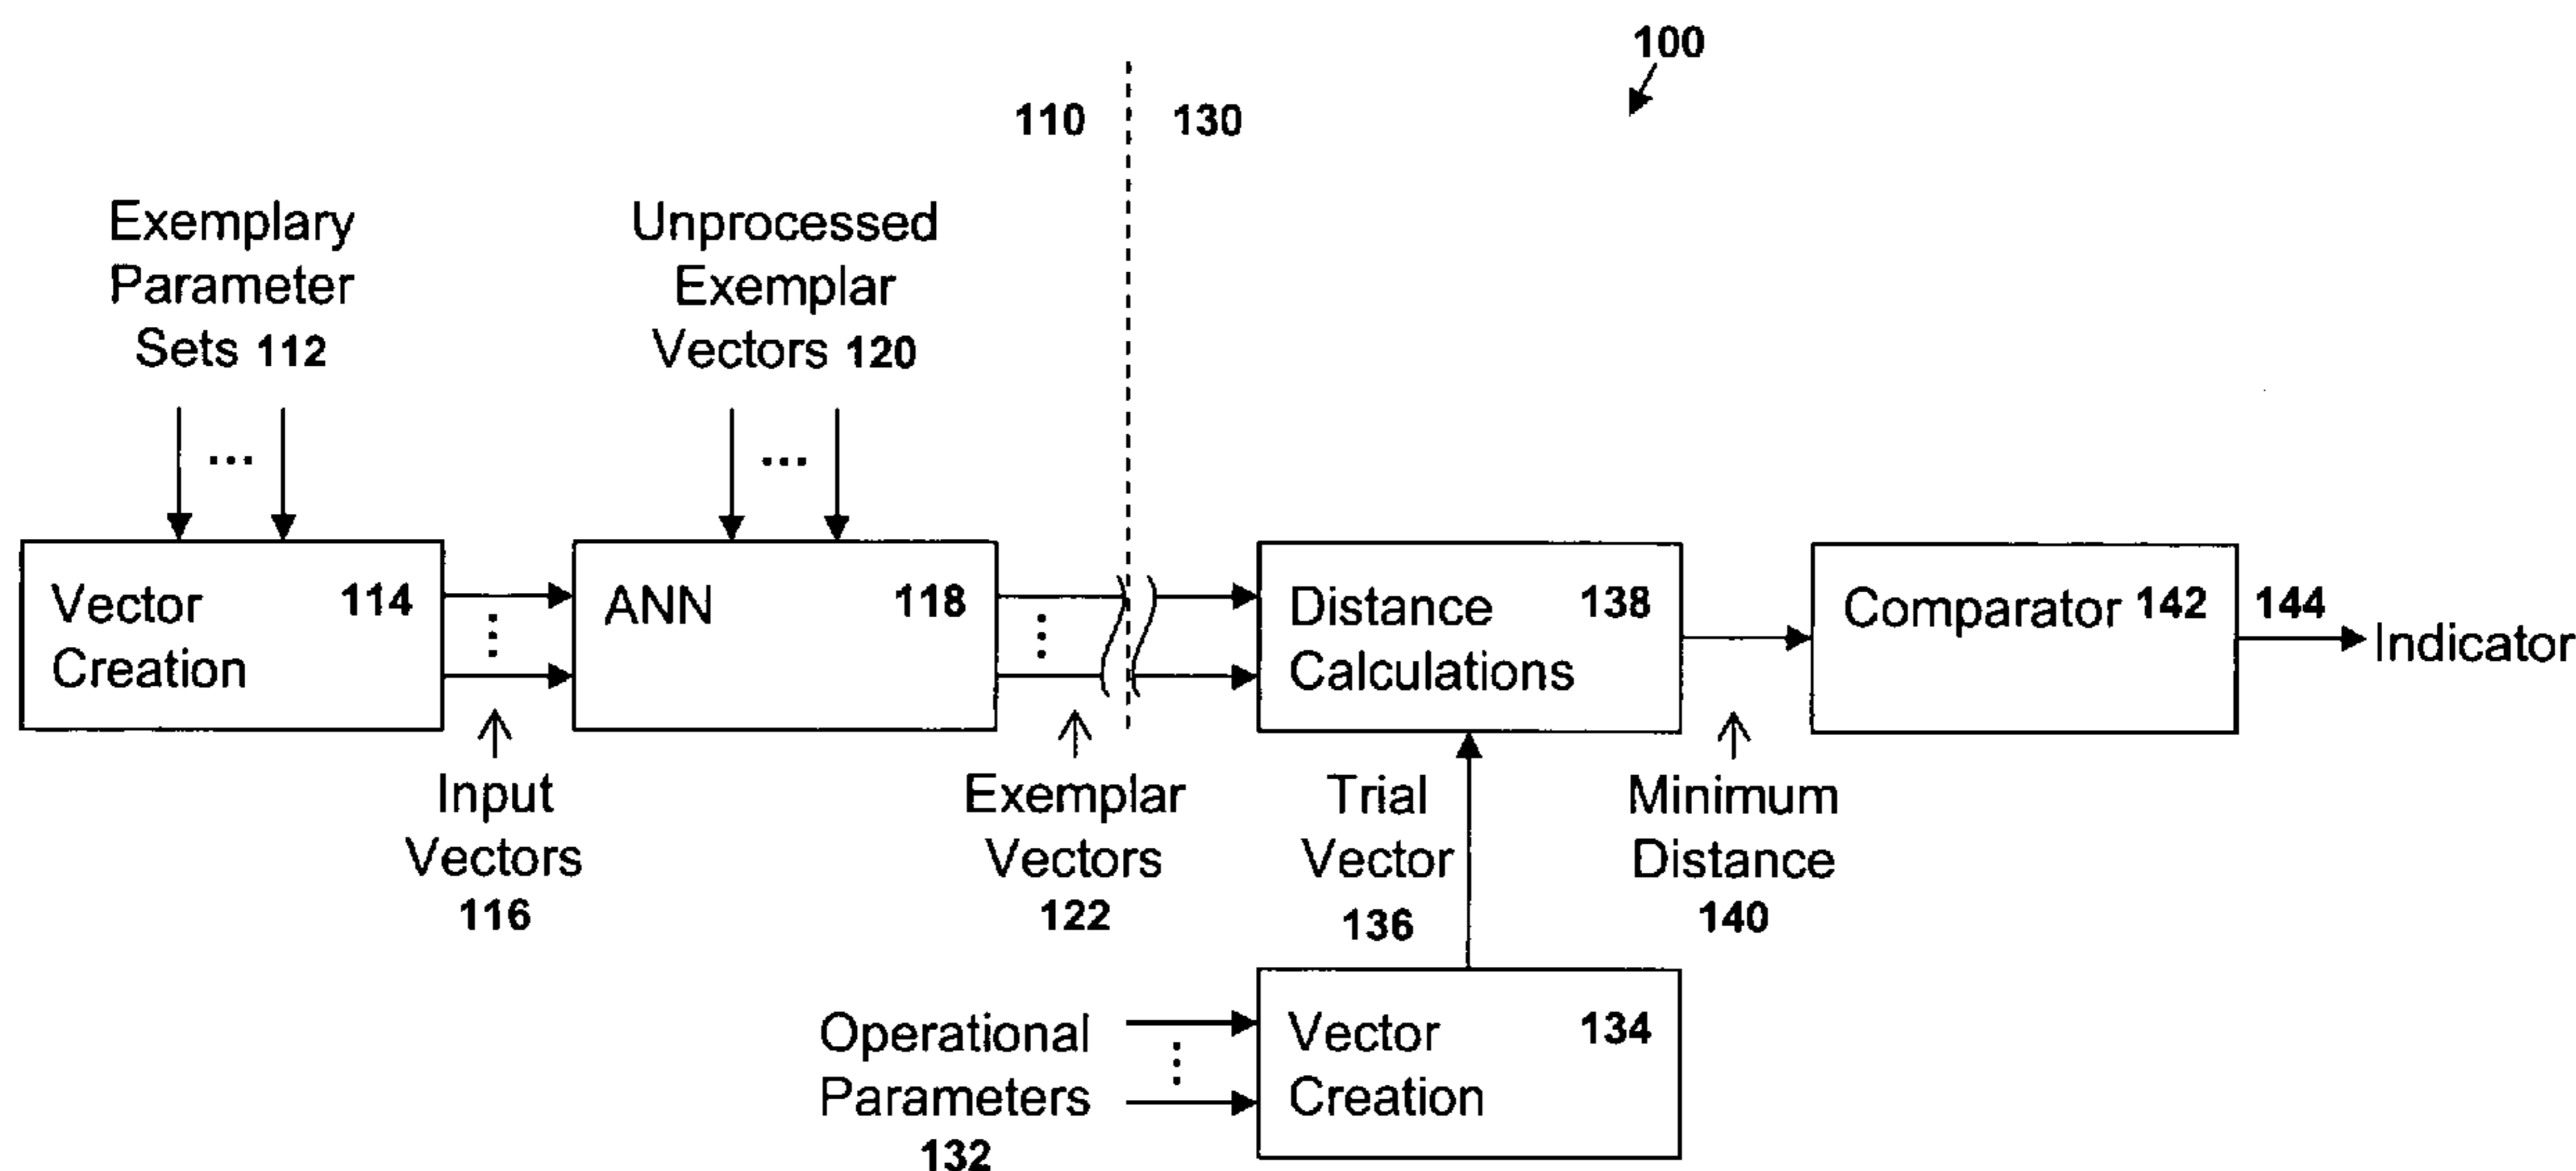 100
110
130
Exemplary
Parameter
Sets 112
Unprocessed
Exemplar
Vectors 120
...
...
Vector 114
Creation
ANN 118
Distance 138
Calculations
Comparator 142
144
Indicator
Input
Vectors
116
Exemplar
Vectors
122
Trial
Vector
136
Minimum
Distance
140
Operational
Parameters
132
Vector 134
Creation